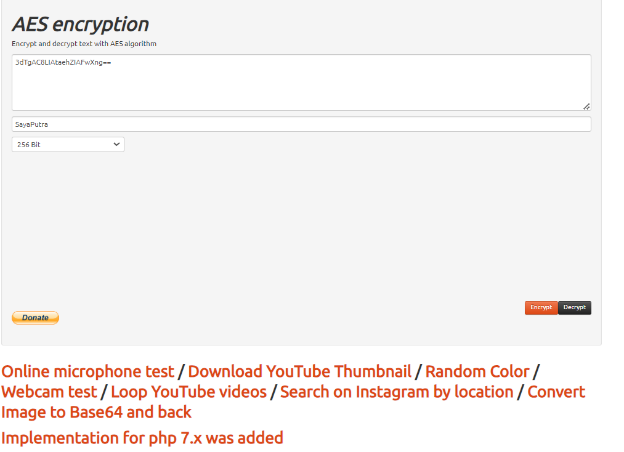 AES encryption
Encrypt and decrypt text with AES algorithm
3dTgAC8LIAtaehZIAFwXng==
SayaPutra
256 Bit
Encrypt Decrypt
Donate
Online microphone test / Download YouTube Thumbnail / Random Color /
Webcam test / Loop YouTube videos / Search on Instagram by location / Convert
Image to Base64 and back
Implementation for php 7.x was added